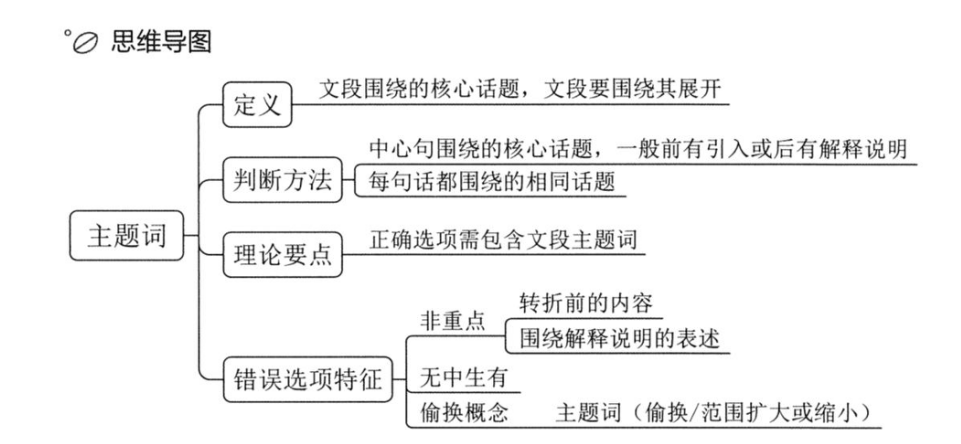 思维导图
定义
文段围绕的核心话题，文段要围绕其展开
判断方法
中心句围绕的核心话题，一般前有引入或后有解释说明
每句话都围绕的相同话题
主题词
理论要点
正确选项需包含文段主题词
错误选项特征
非重点
转折前的内容
围绕解释说明的表述
无中生有
偷换概念 主题词（偷换/范围扩大或缩小）